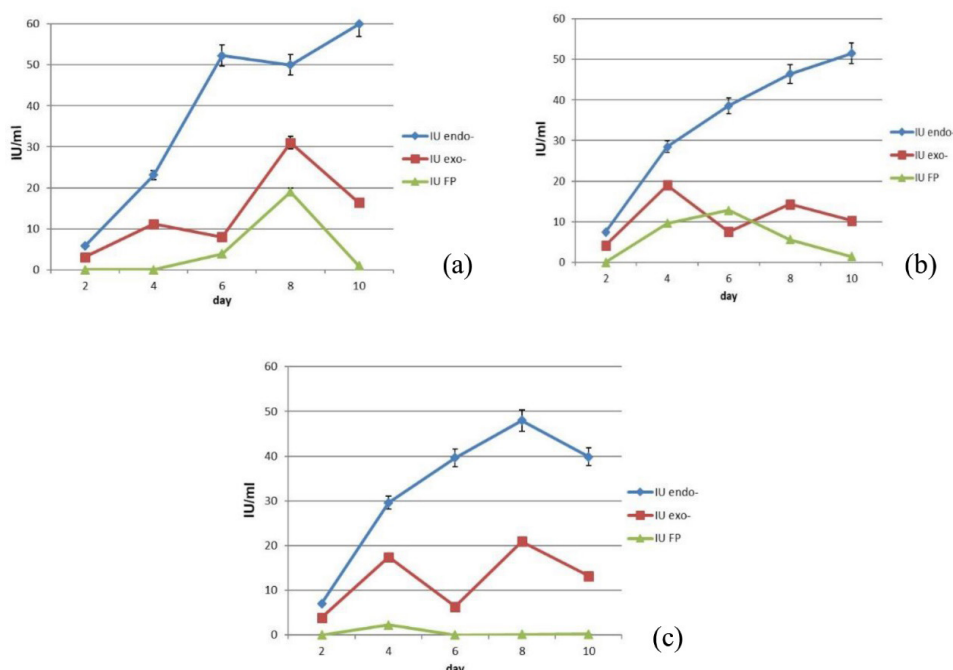 60
50
40
30
20
10
0
IU/ml
2 4 6 8 10
day
IU endo-
IU exo-
IU FP
(a)
60
50
40
30
20
10
0
IU/ml
2 4 6 8 10
day
IU endo-
IU exo-
IU FP
(b)
60
50
40
30
20
10
0
IU/ml
2 4 6 8 10
day
IU endo-
IU exo-
IU FP
(c)